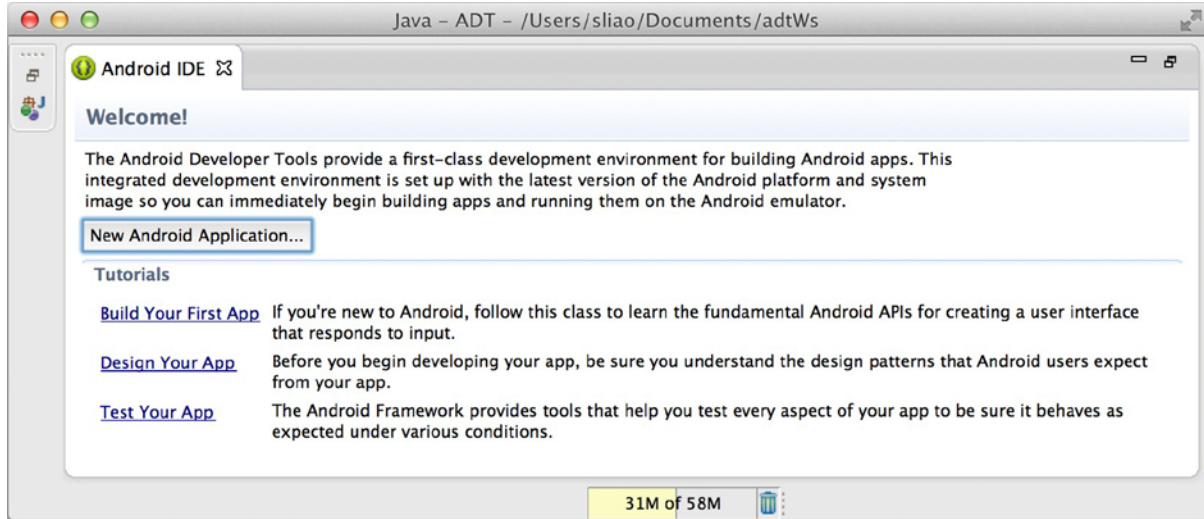 Java – ADT – /Users/sliao/Documents/adtWs
Android IDE
J
Welcome!
The Android Developer Tools provide a first-class development environment for building Android apps. This
integrated development environment is set up with the latest version of the Android platform and system
image so you can immediately begin building apps and running them on the Android emulator.
New Android Application...
Tutorials
Build Your First App If you're new to Android, follow this class to learn the fundamental Android APIs for creating a user interface
that responds to input.
Design Your App Before you begin developing your app, be sure you understand the design patterns that Android users expect
from your app.
Test Your App The Android Framework provides tools that help you test every aspect of your app to be sure it behaves as
expected under various conditions.
31M of 58M